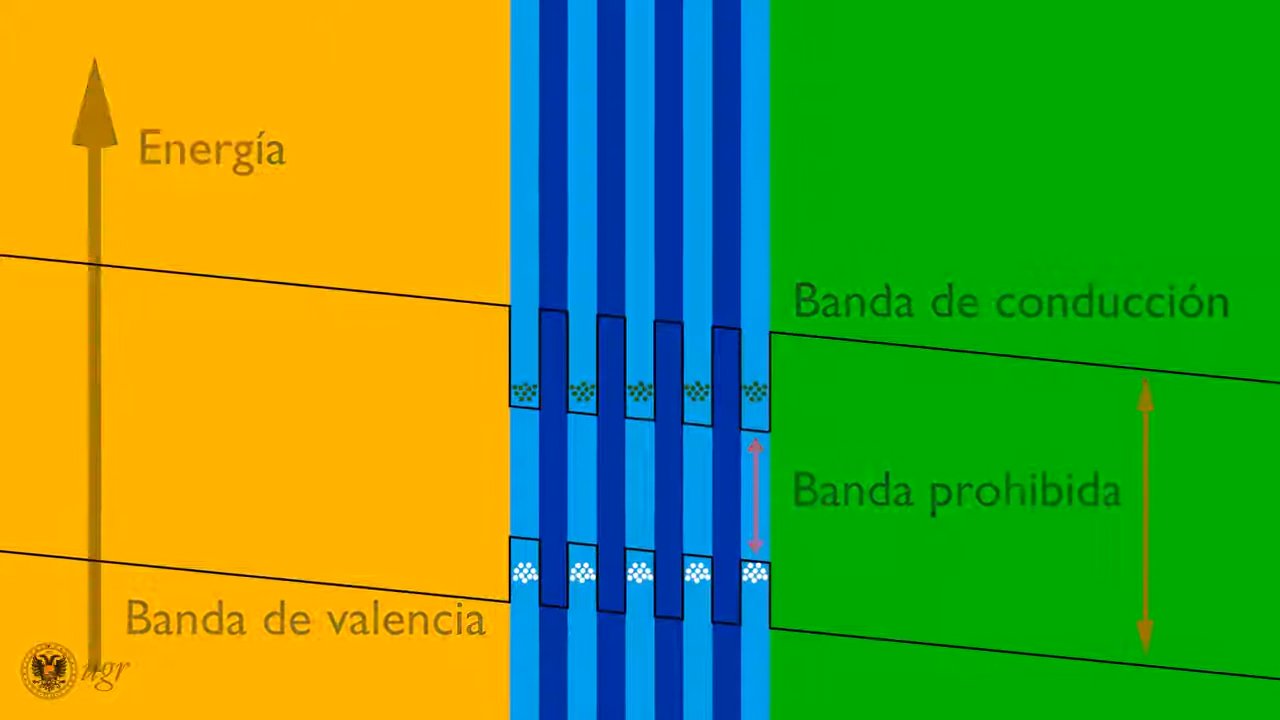 Energía
Banda de conducción
Banda prohibida
Banda de valencia
ugr